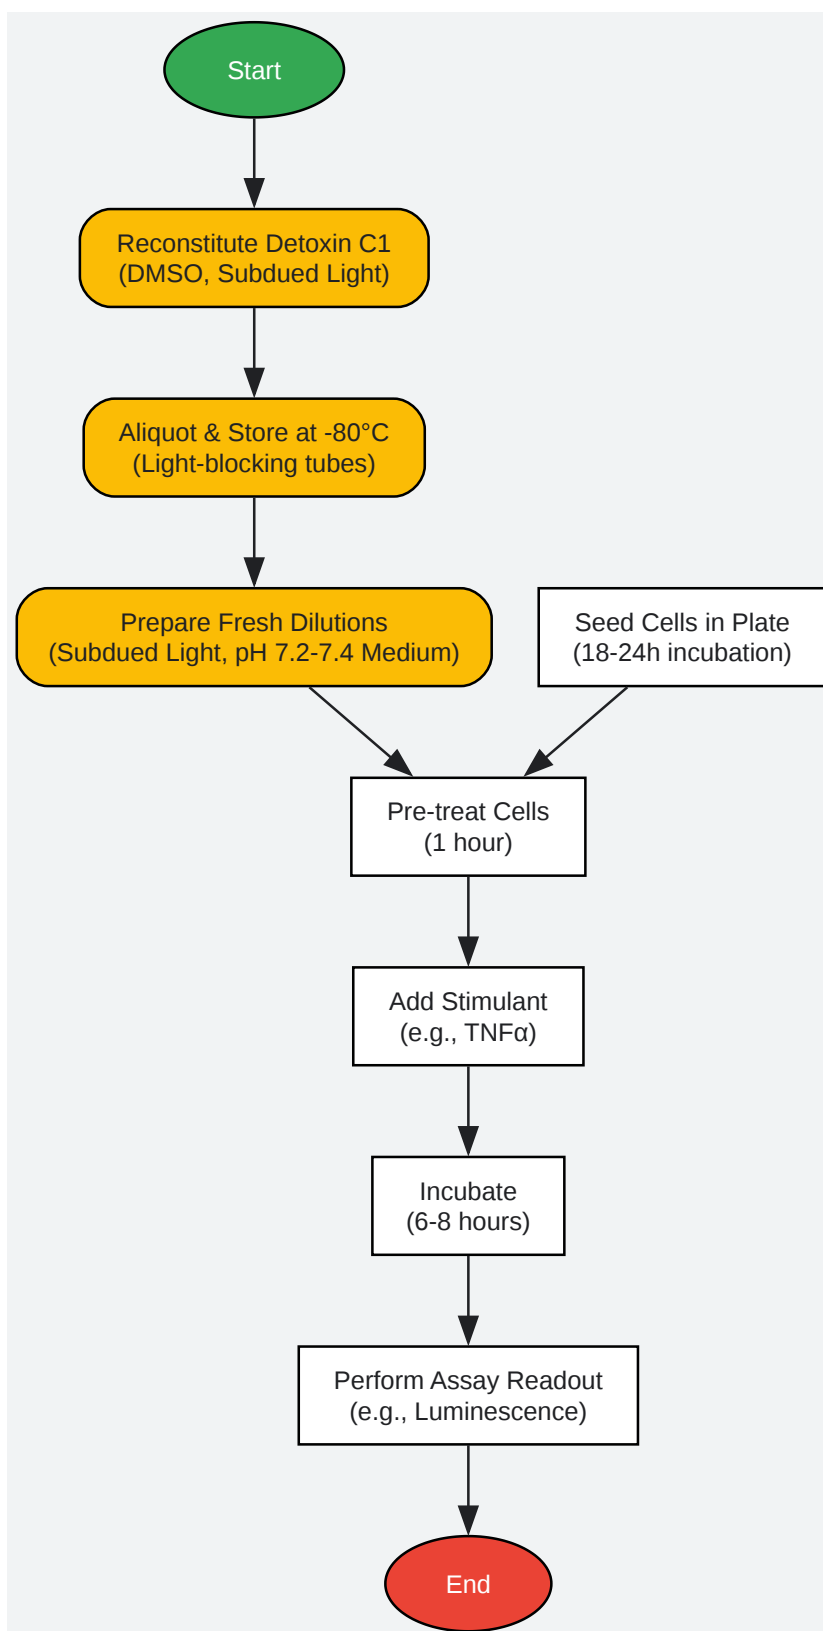 Start
Reconstitute Detoxin C1
(DMSO, Subdued Light)
Aliquot & Store at -80°C
(Light-blocking tubes)
Prepare Fresh Dilutions
(Subdued Light, pH 7.2-7.4 Medium)
Seed Cells in Plate
(18-24h incubation)
Pre-treat Cells
(1 hour)
Add Stimulant
(e.g., TNFα)
Incubate
(6-8 hours)
Perform Assay Readout
(e.g., Luminescence)
End